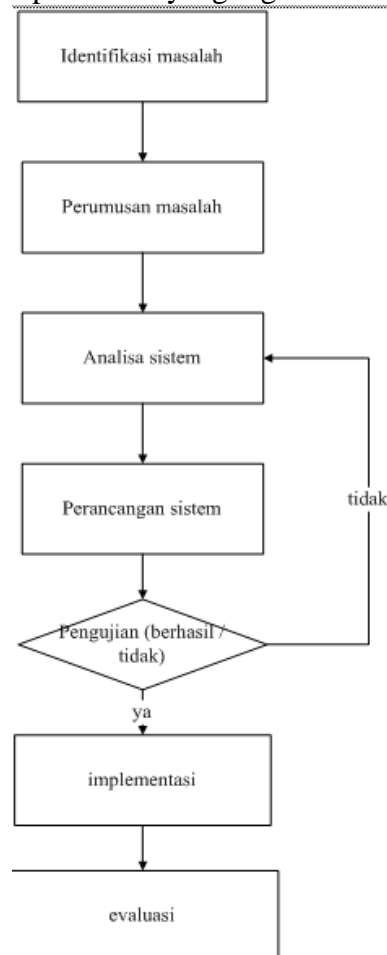 Identifikasi masalah
Perumusan masalah
Analisa sistem
Perancangan sistem
tidak
Pengujian (berhasil /
tidak)
ya
implementasi
evaluasi